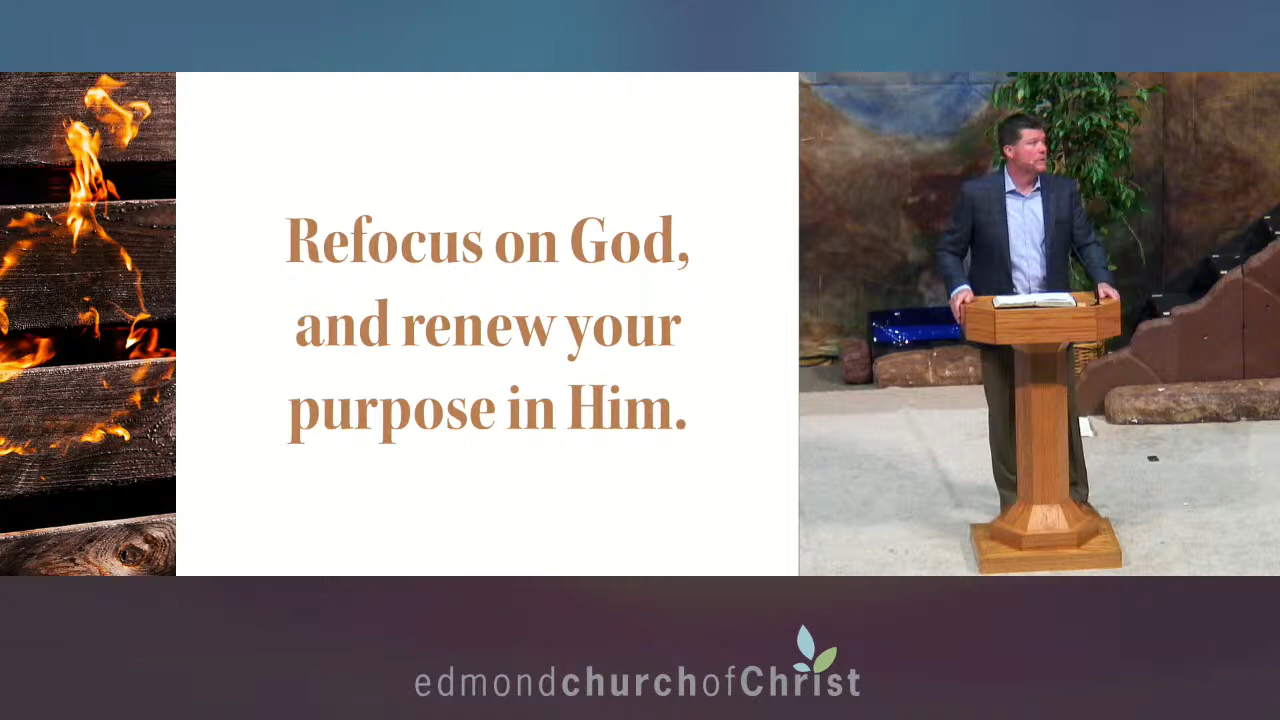 Refocus on God,
and renew your
purpose in Him.
edmondchurchofChrist